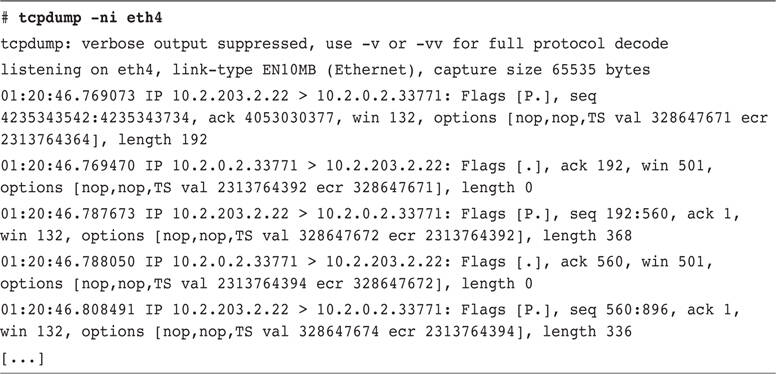 # tcpdump -ni eth4
tcpdump: verbose output suppressed, use -v or -vv for full protocol decode
listening on eth4, link-type EN10MB (Ethernet), capture size 65535 bytes
01:20:46.769073 IP 10.2.203.2.22 > 10.2.0.2.33771: Flags [P.], seq
4235343542:4235343734, ack 4053030377, win 132, options [nop,nop,TS val 328647671 ecr
2313764364], length 192
01:20:46.769470 IP 10.2.0.2.33771 > 10.2.203.2.22: Flags [.], ack 192, win 501,
options [nop,nop,TS val 2313764392 ecr 328647671], length 0
01:20:46.787673 IP 10.2.203.2.22 > 10.2.0.2.33771: Flags [P.], seq 192:560, ack 1,
win 132, options [nop,nop,TS val 328647672 ecr 2313764392], length 368
01:20:46.788050 IP 10.2.0.2.33771 > 10.2.203.2.22: Flags [.], ack 560, win 501,
options [nop,nop,TS val 2313764394 ecr 328647672], length 0
01:20:46.808491 IP 10.2.203.2.22 > 10.2.0.2.33771: Flags [P.], seq 560:896, ack 1,
win 132, options [nop,nop,TS val 328647674 ecr 2313764394], length 336
[...]